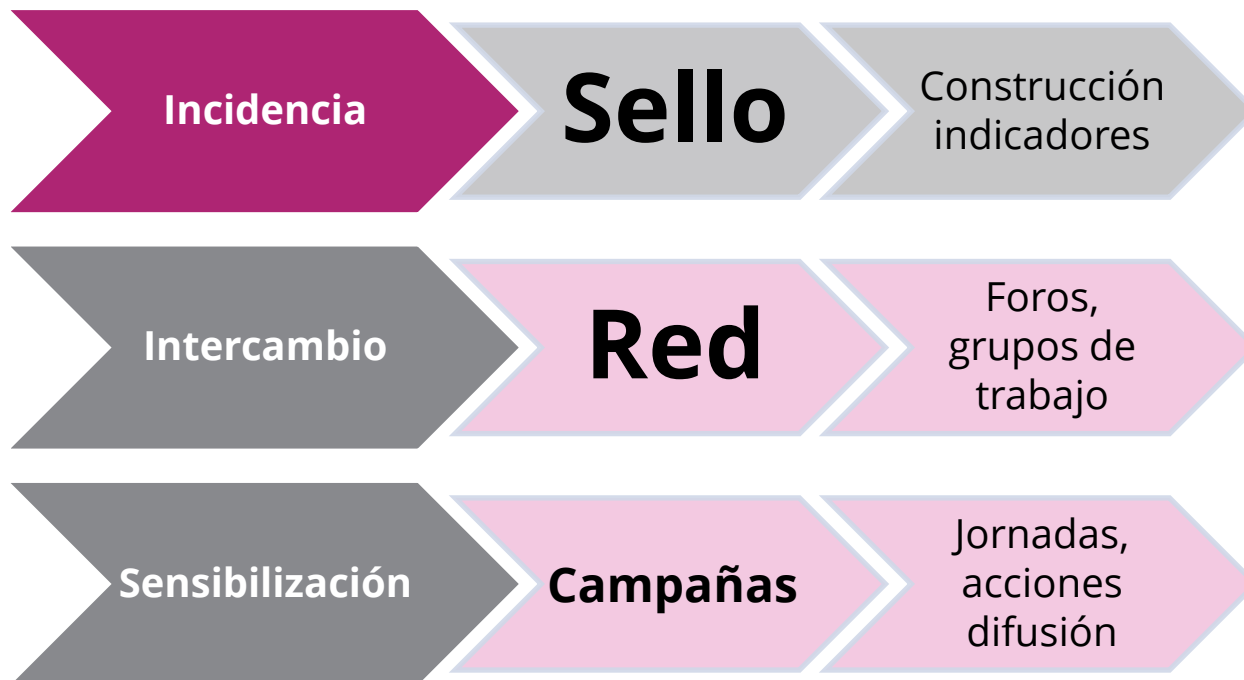 Incidencia
Sello
Construcción
indicadores
Intercambio
Red
Foros,
grupos de
trabajo
Sensibilización
Campañas
Jornadas,
acciones
difusión